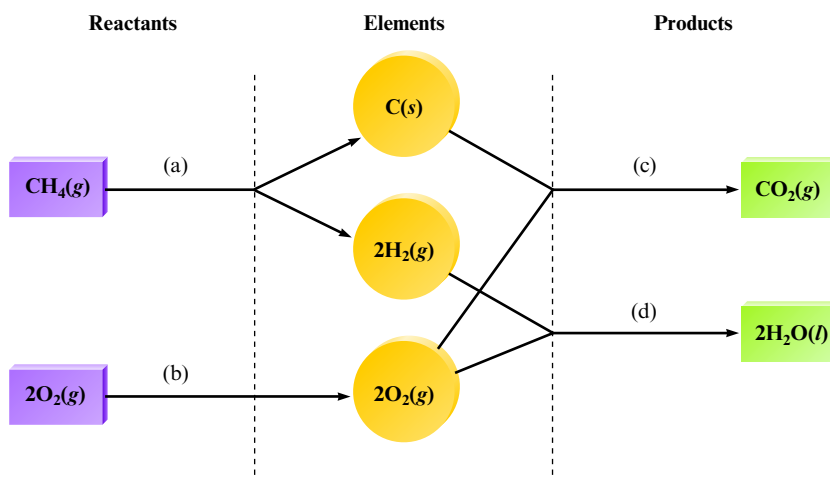 Reactants Elements Products
C(s)
(a) (c)
CH₄(g) CO₂(g)
2H₂(g)
(d)
2H₂O(l)
(b)
2O₂(g) 2O₂(g)